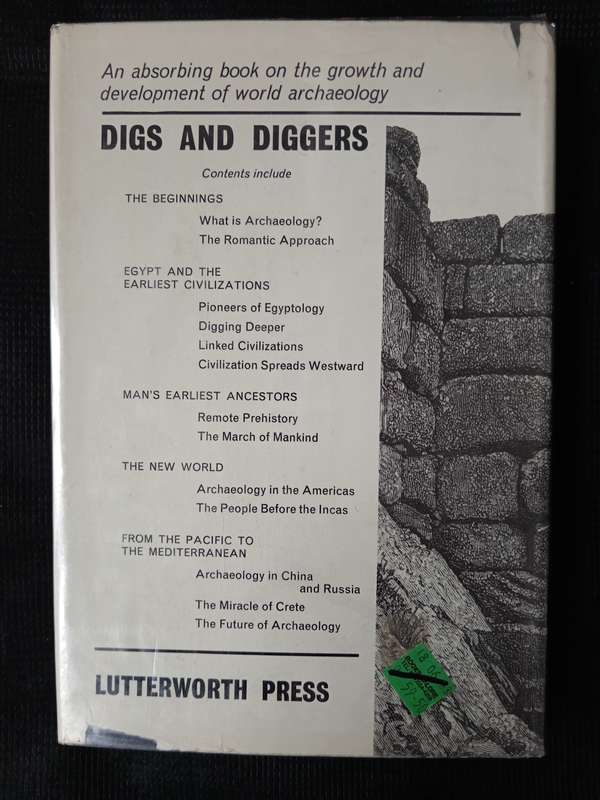 An absorbing book on the growth and
development of world archaeology
DIGS AND DIGGERS
Contents include
THE BEGINNINGS
What is Archaeology?
The Romantic Approach
EGYPT AND THE
EARLIEST CIVILIZATIONS
Pioneers of Egyptology
Digging Deeper
Linked Civilizations
Civilization Spreads Westward
MAN'S EARLIEST ANCESTORS
Remote Prehistory
The March of Mankind
THE NEW WORLD
Archaeology in the Americas
The People Before the Incas
FROM THE PACIFIC TO
THE MEDITERRANEAN
Archaeology in China
and Russia
The Miracle of Crete
The Future of Archaeology
LUTTERWORTH PRESS